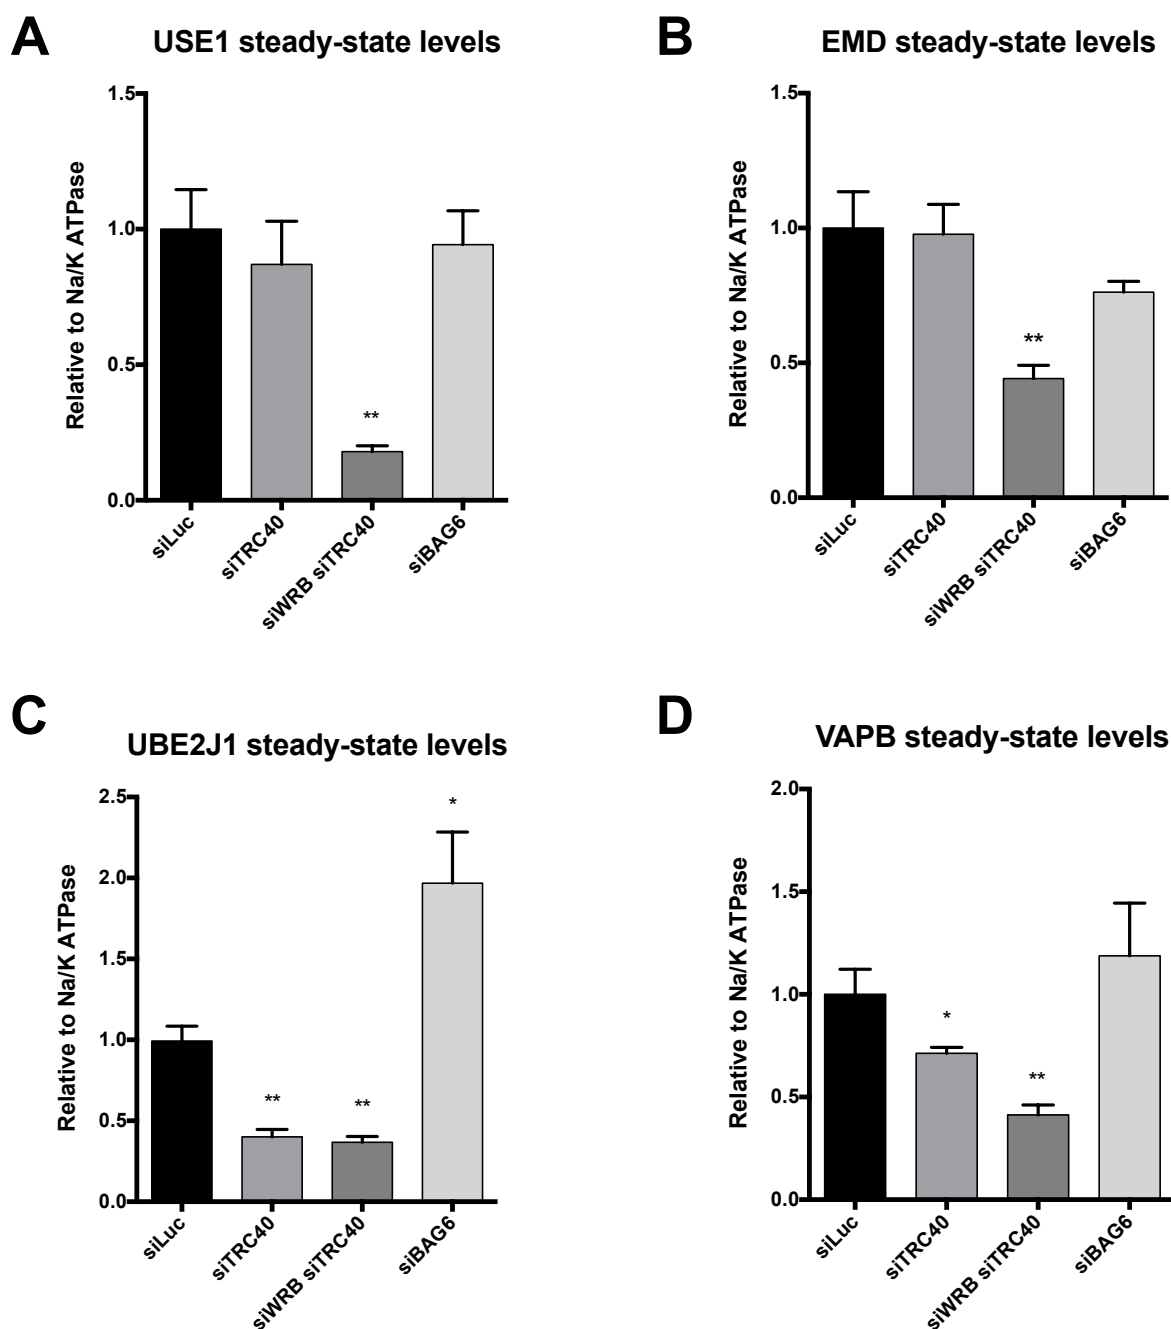 A
USE1 steady-state levels
Relative to Na/K ATPase
1.5
1.0
0.5
0.0
**
siLuc
siTRC40
siWRB siTRC40
siBAG6
B
EMD steady-state levels
Relative to Na/K ATPase
1.5
1.0
0.5
0.0
**
siLuc
siTRC40
siWRB siTRC40
siBAG6
C
UBE2J1 steady-state levels
Relative to Na/K ATPase
2.5
2.0
1.5
1.0
0.5
0.0
**
**
*
siLuc
siTRC40
siWRB siTRC40
siBAG6
D
VAPB steady-state levels
Relative to Na/K ATPase
2.0
1.5
1.0
0.5
0.0
*
**
siLuc
siTRC40
siWRB siTRC40
siBAG6